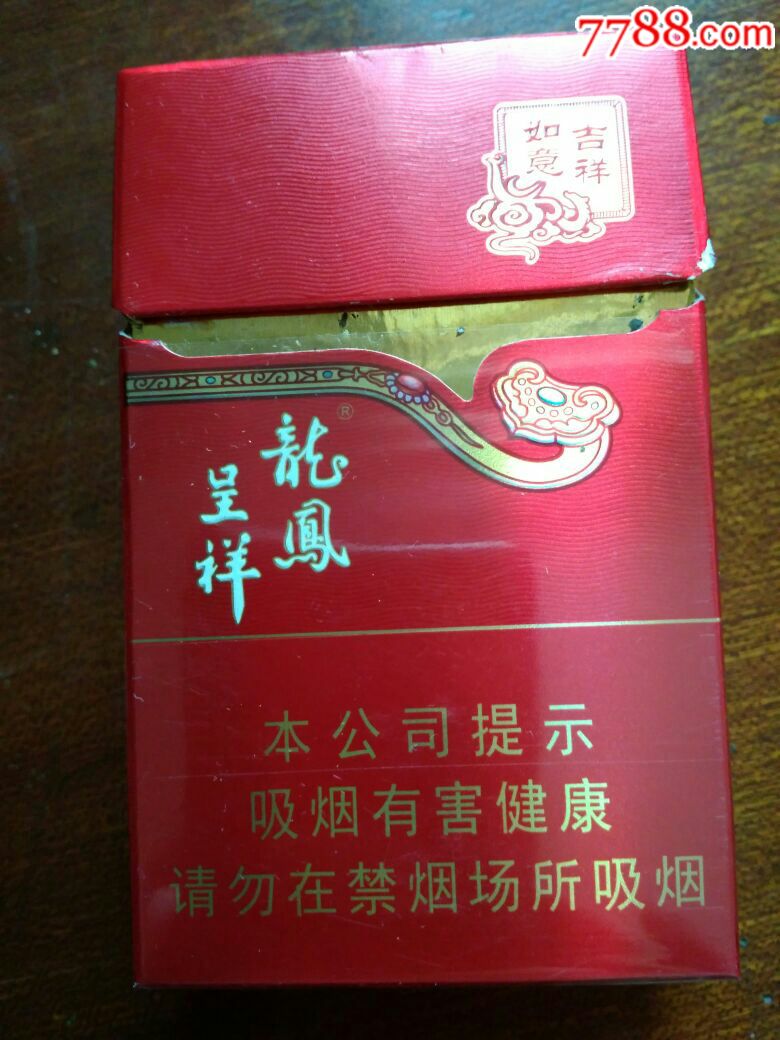 7788.com
吉祥
如意
龍鳳
®
呈祥
本公司提示
吸烟有害健康
请勿在禁烟场所吸烟